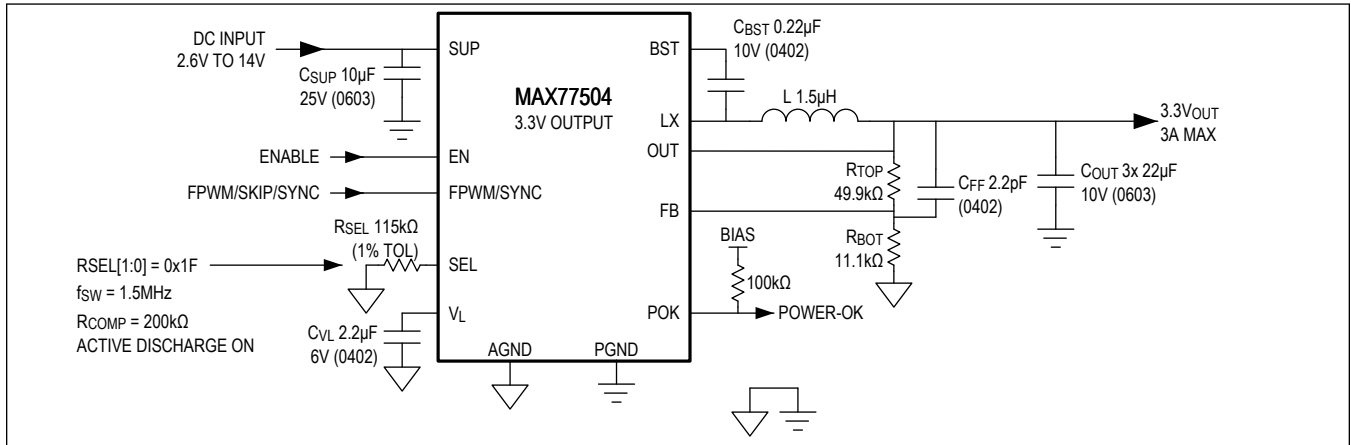 DC INPUT
2.6V TO 14V
CSUP 10µF
25V (0603)
ENABLE
FPWM/SKIP/SYNC
RSEL 115kΩ
(1% TOL)
RSEL[1:0] = 0x1F
fSW = 1.5MHz
RCOMP = 200kΩ
ACTIVE DISCHARGE ON
CVL 2.2µF
6V (0402)
SUP
EN
FPWM/SYNC
SEL
VL
MAX77504
3.3V OUTPUT
AGND
PGND
BST
LX
OUT
FB
POK
CBST 0.22µF
10V (0402)
L 1.5µH
3.3VOUT
3A MAX
RTOP
49.9kΩ
CFF 2.2pF
(0402)
COUT 3x 22µF
10V (0603)
RBOT
11.1kΩ
BIAS
100kΩ
POWER-OK